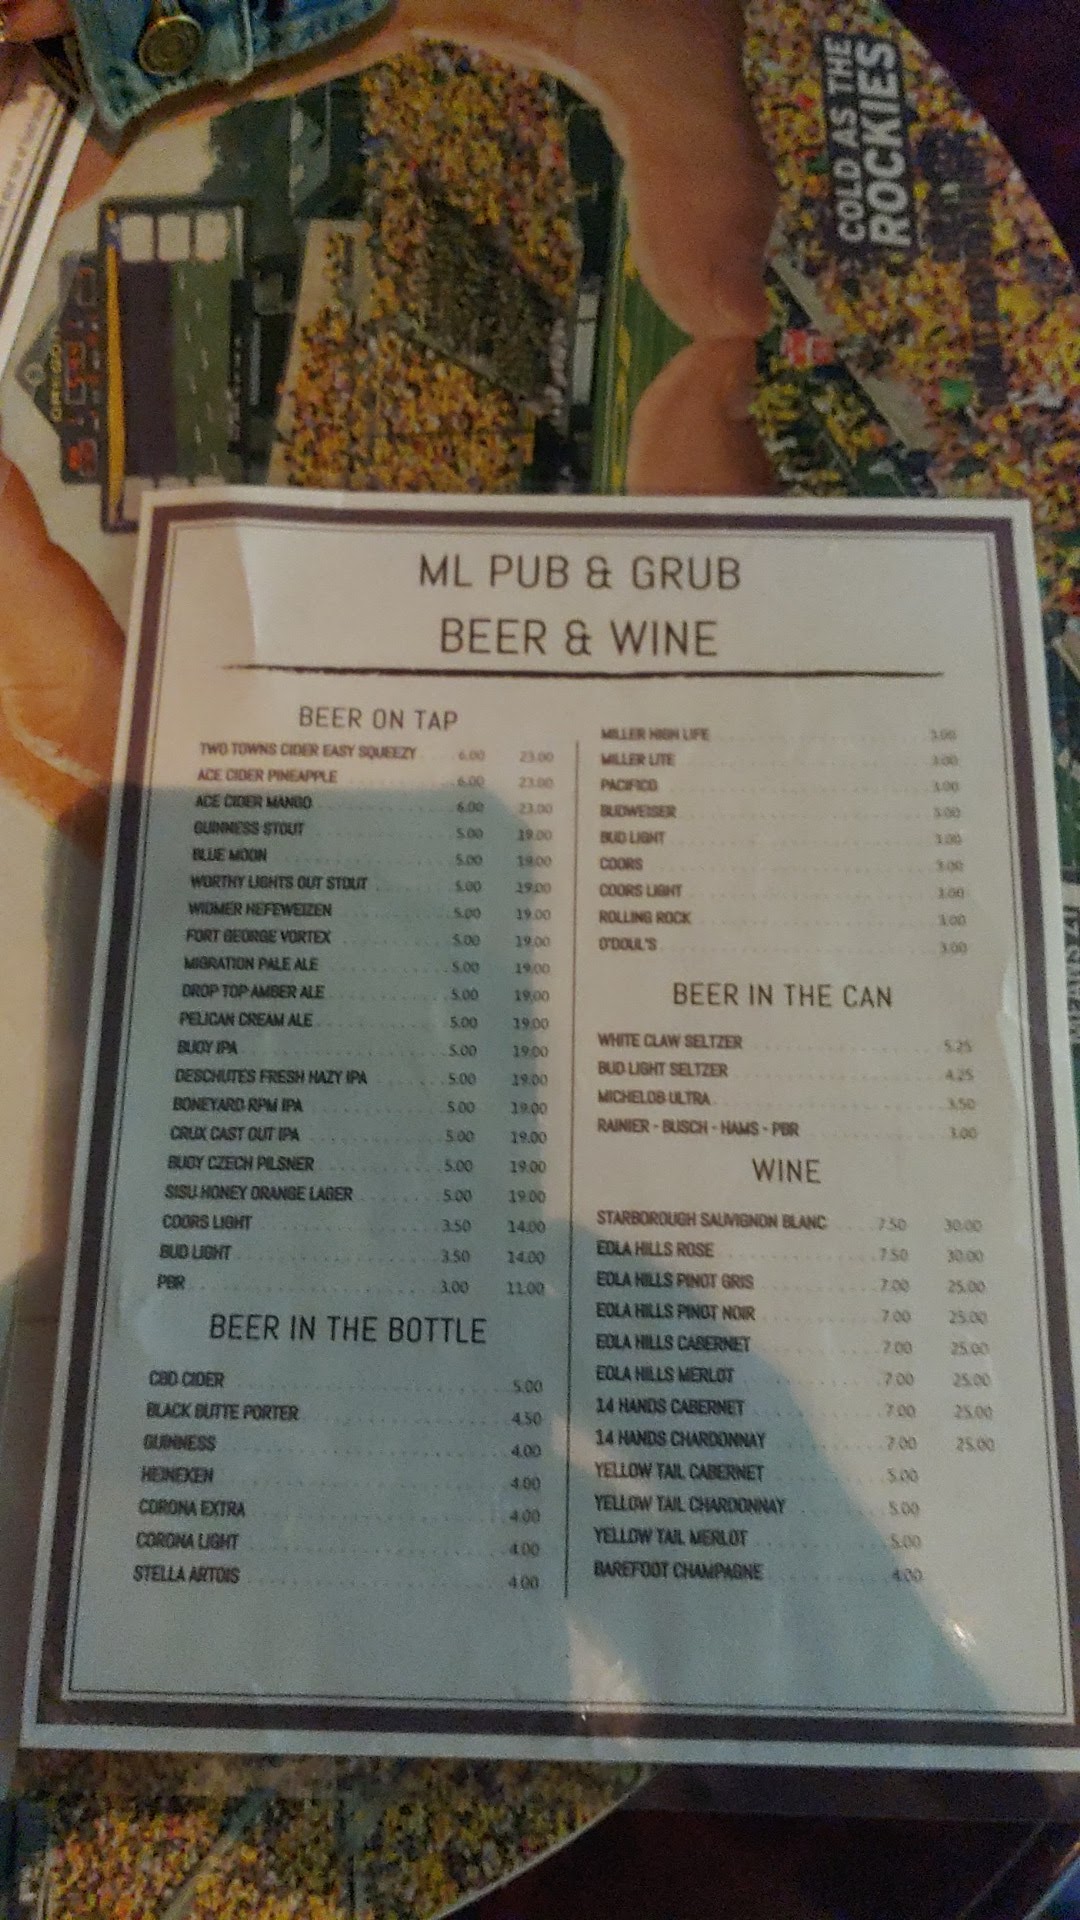 COLD AS THE
ROCKIES
OREGON
ML PUB & GRUB
BEER & WINE
BEER ON TAP
TWO TOWNS CIDER EASY SQUEEZY 6.00 23.00
ACE CIDER PINEAPPLE 6.00 23.00
ACE CIDER MANGO 6.00 23.00
GUINNESS STOUT 5.00 19.00
BLUE MOON 5.00 19.00
WORTHY LIGHTS OUT STOUT 5.00 19.00
WIDMER HEFEWEIZEN 5.00 19.00
FORT GEORGE VORTEX 5.00 19.00
MIGRATION PALE ALE 5.00 19.00
DROP TOP AMBER ALE 5.00 19.00
PELICAN CREAM ALE 5.00 19.00
BUOY IPA 5.00 19.00
DESCHUTES FRESH HAZY IPA 5.00 19.00
BONEYARD RPM IPA 5.00 19.00
CRUX CAST OUT IPA 5.00 19.00
BUOY CZECH PILSNER 5.00 19.00
SISU HONEY ORANGE LAGER 5.00 19.00
COORS LIGHT 3.50 14.00
BUD LIGHT 3.50 14.00
PBR 3.00 11.00
BEER IN THE BOTTLE
CBD CIDER 5.00
BLACK BUTTE PORTER 4.50
GUINNESS 4.00
HEINEKEN 4.00
CORONA EXTRA 4.00
CORONA LIGHT 4.00
STELLA ARTOIS 4.00
MILLER HIGH LIFE 3.00
MILLER LITE 3.00
PACIFICO 3.00
BUDWEISER 3.00
BUD LIGHT 3.00
COORS 3.00
COORS LIGHT 3.00
ROLLING ROCK 3.00
O'DOUL'S 3.00
BEER IN THE CAN
WHITE CLAW SELTZER 5.25
BUD LIGHT SELTZER 4.25
MICHELOB ULTRA 3.50
RAINIER - BUSCH - HAMS - PBR 3.00
WINE
STARBOROUGH SAUVIGNON BLANC 7.50 30.00
EOLA HILLS ROSE 7.50 30.00
EOLA HILLS PINOT GRIS 7.00 25.00
EOLA HILLS PINOT NOIR 7.00 25.00
EOLA HILLS CABERNET 7.00 25.00
EOLA HILLS MERLOT 7.00 25.00
14 HANDS CABERNET 7.00 25.00
14 HANDS CHARDONNAY 7.00 25.00
YELLOW TAIL CABERNET 5.00
YELLOW TAIL CHARDONNAY 5.00
YELLOW TAIL MERLOT 5.00
BAREFOOT CHAMPAGNE 4.00